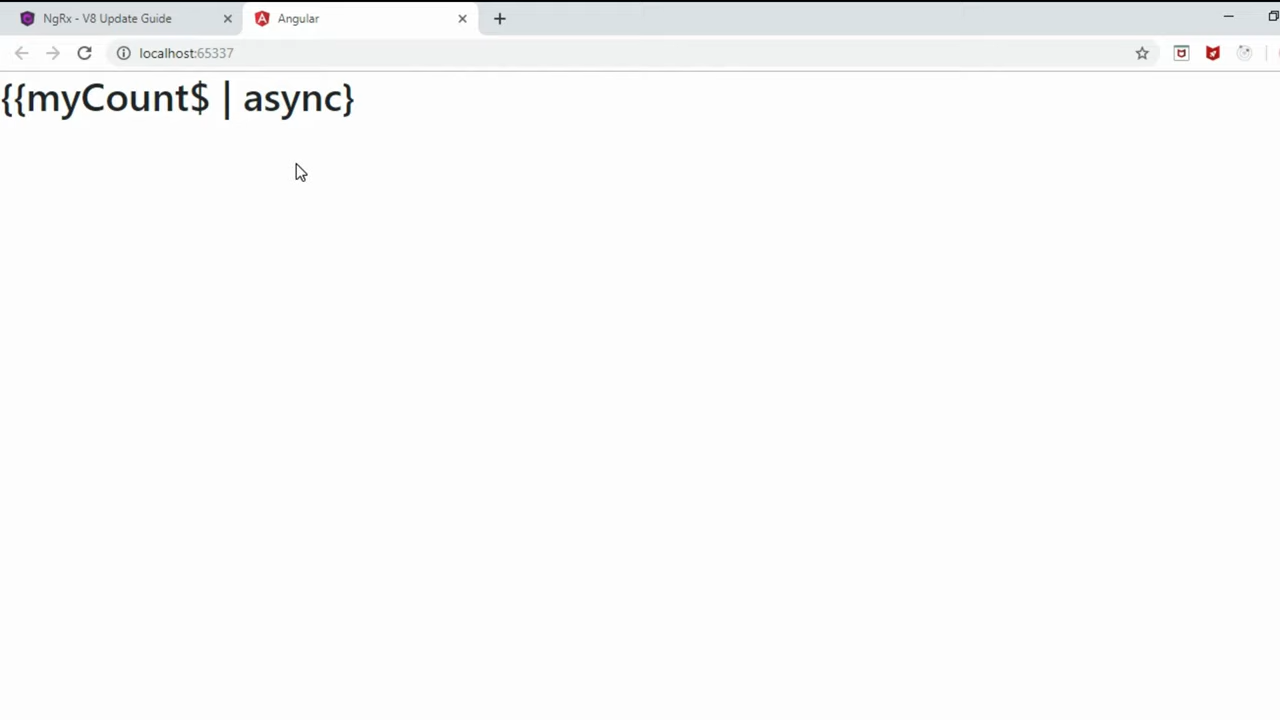 NgRx - V8 Update Guide
Angular
localhost:65337
{{myCount$ | async}